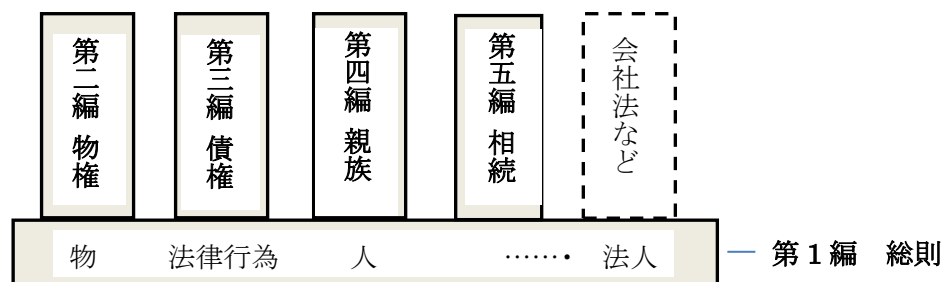 第二編 物権
第三編 債権
第四編 親族
第五編 相続
会社法など
物 法律行為 人 ……・ 法人
第1編 総則